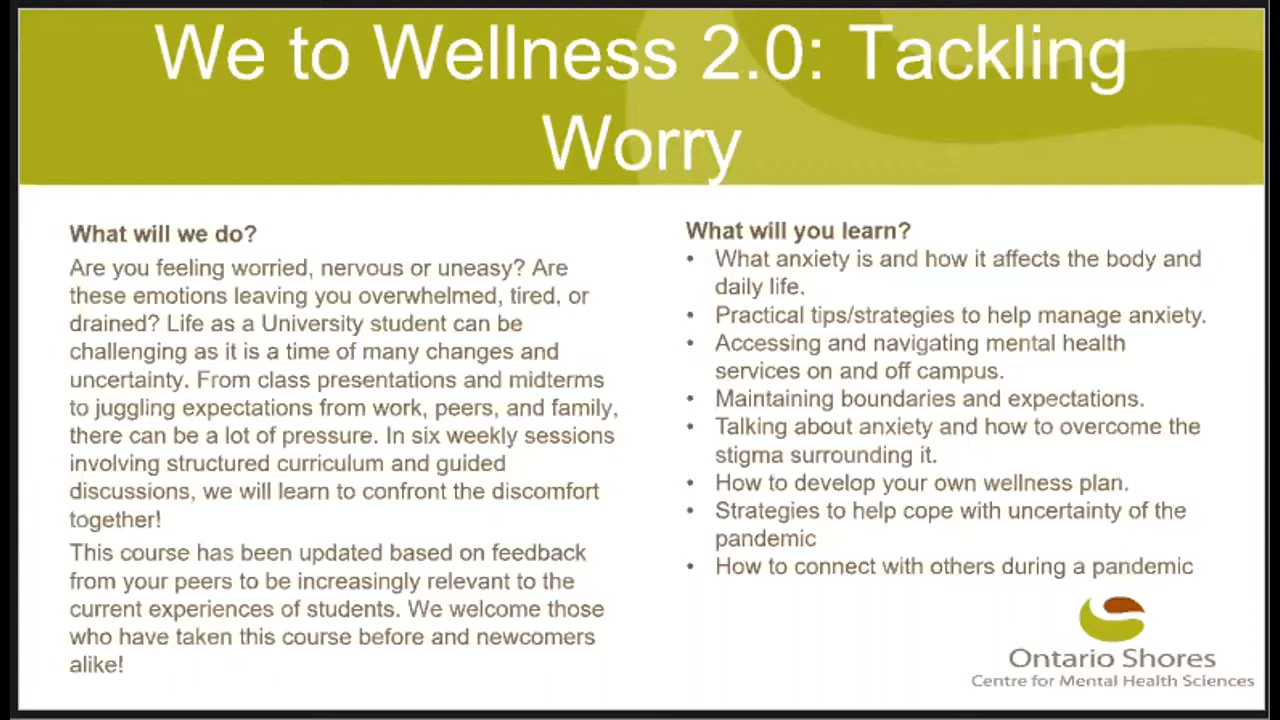 We to Wellness 2.0: Tackling
Worry
What will we do?
Are you feeling worried, nervous or uneasy? Are
these emotions leaving you overwhelmed, tired, or
drained? Life as a University student can be
challenging as it is a time of many changes and
uncertainty. From class presentations and midterms
to juggling expectations from work, peers, and family,
there can be a lot of pressure. In six weekly sessions
involving structured curriculum and guided
discussions, we will learn to confront the discomfort
together!
This course has been updated based on feedback
from your peers to be increasingly relevant to the
current experiences of students. We welcome those
who have taken this course before and newcomers
alike!
What will you learn?
• What anxiety is and how it affects the body and
daily life.
• Practical tips/strategies to help manage anxiety.
• Accessing and navigating mental health
services on and off campus.
• Maintaining boundaries and expectations.
• Talking about anxiety and how to overcome the
stigma surrounding it.
• How to develop your own wellness plan.
• Strategies to help cope with uncertainty of the
pandemic
• How to connect with others during a pandemic
Ontario Shores
Centre for Mental Health Sciences